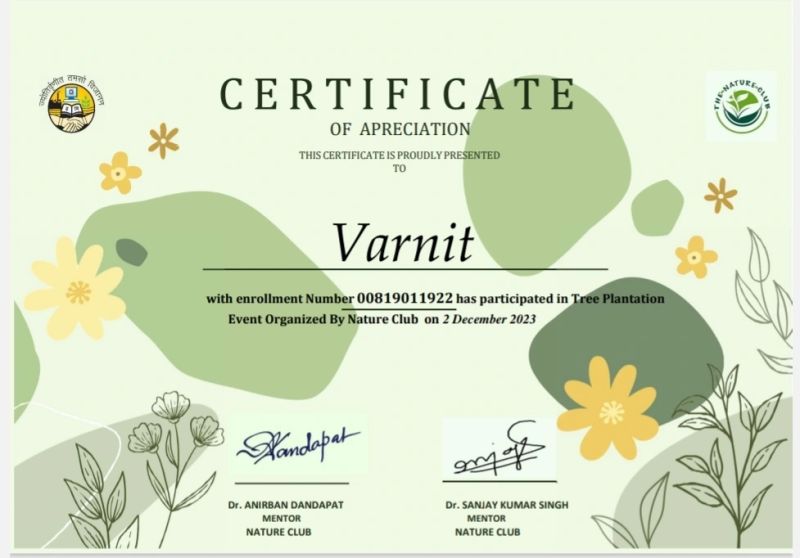 CERTIFICATE
OF APRECIATION
THIS CERTIFICATE IS PROUDLY PRESENTED
TO
Varnit
with enrollment Number 00819011922 has participated in Tree Plantation
Event Organized By Nature Club on 2 December 2023
ज्योतिर्वृणीत तमसो विजानन
THE-NATURE-CLUB
Dr. ANIRBAN DANDAPAT
MENTOR
NATURE CLUB
Dr. SANJAY KUMAR SINGH
MENTOR
NATURE CLUB